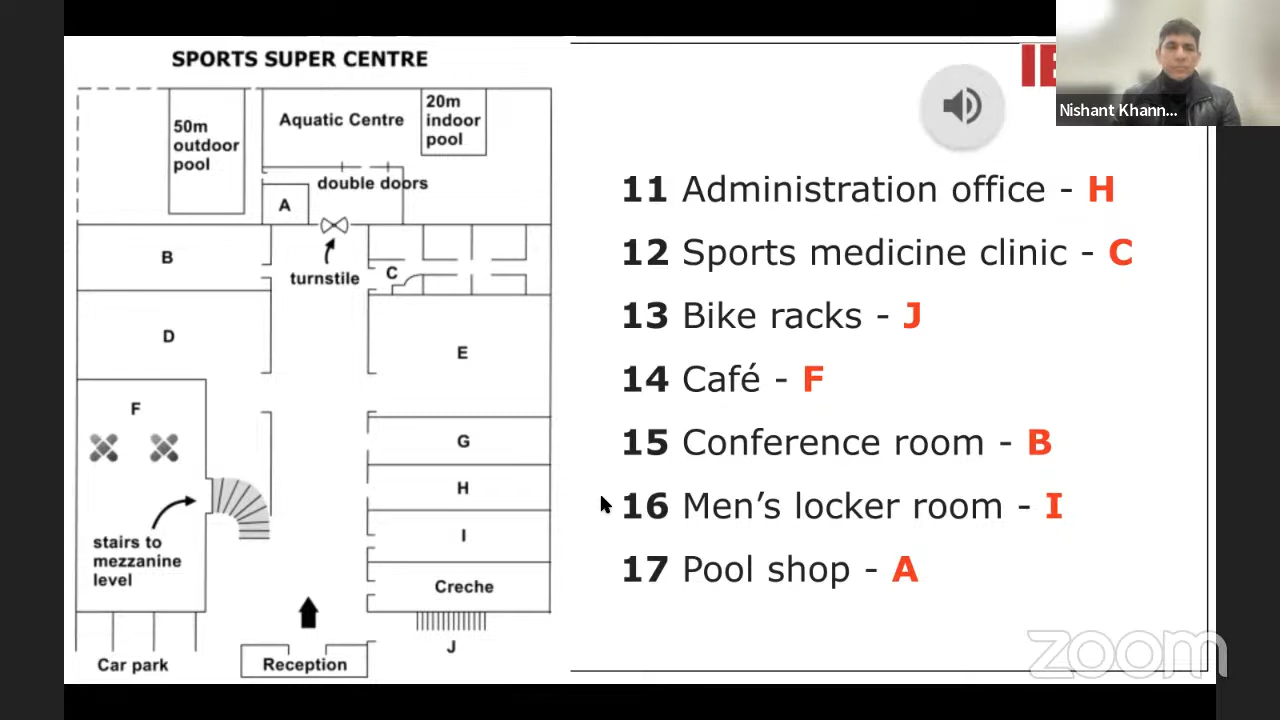 SPORTS SUPER CENTRE
50m
outdoor
pool
Aquatic Centre
20m
indoor
pool
double doors
A
B
turnstile
C
D
E
F
G
H
I
stairs to
mezzanine
level
Creche
J
Car park
Reception
11 Administration office - H
12 Sports medicine clinic - C
13 Bike racks - J
14 Café - F
15 Conference room - B
16 Men's locker room - I
17 Pool shop - A
Nishant Khann...
zoom